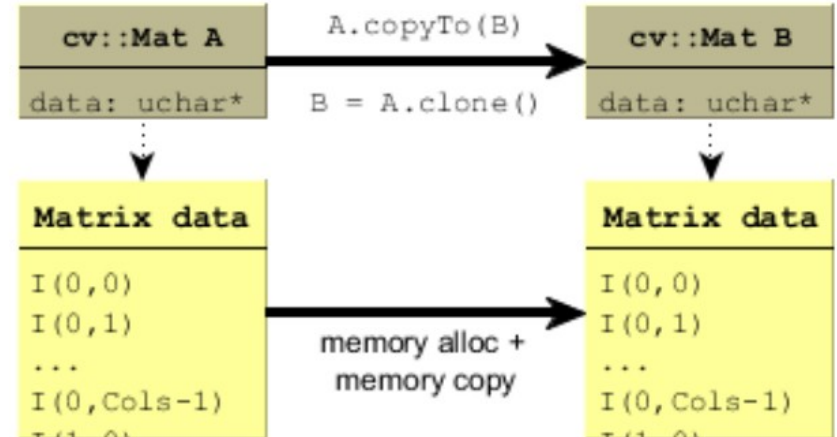 cv::Mat A
data: uchar*
A.copyTo(B)
B = A.clone()
cv::Mat B
data: uchar*
Matrix data
I(0,0)
I(0,1)
...
I(0,Cols-1)
memory alloc +
memory copy
Matrix data
I(0,0)
I(0,1)
...
I(0,Cols-1)